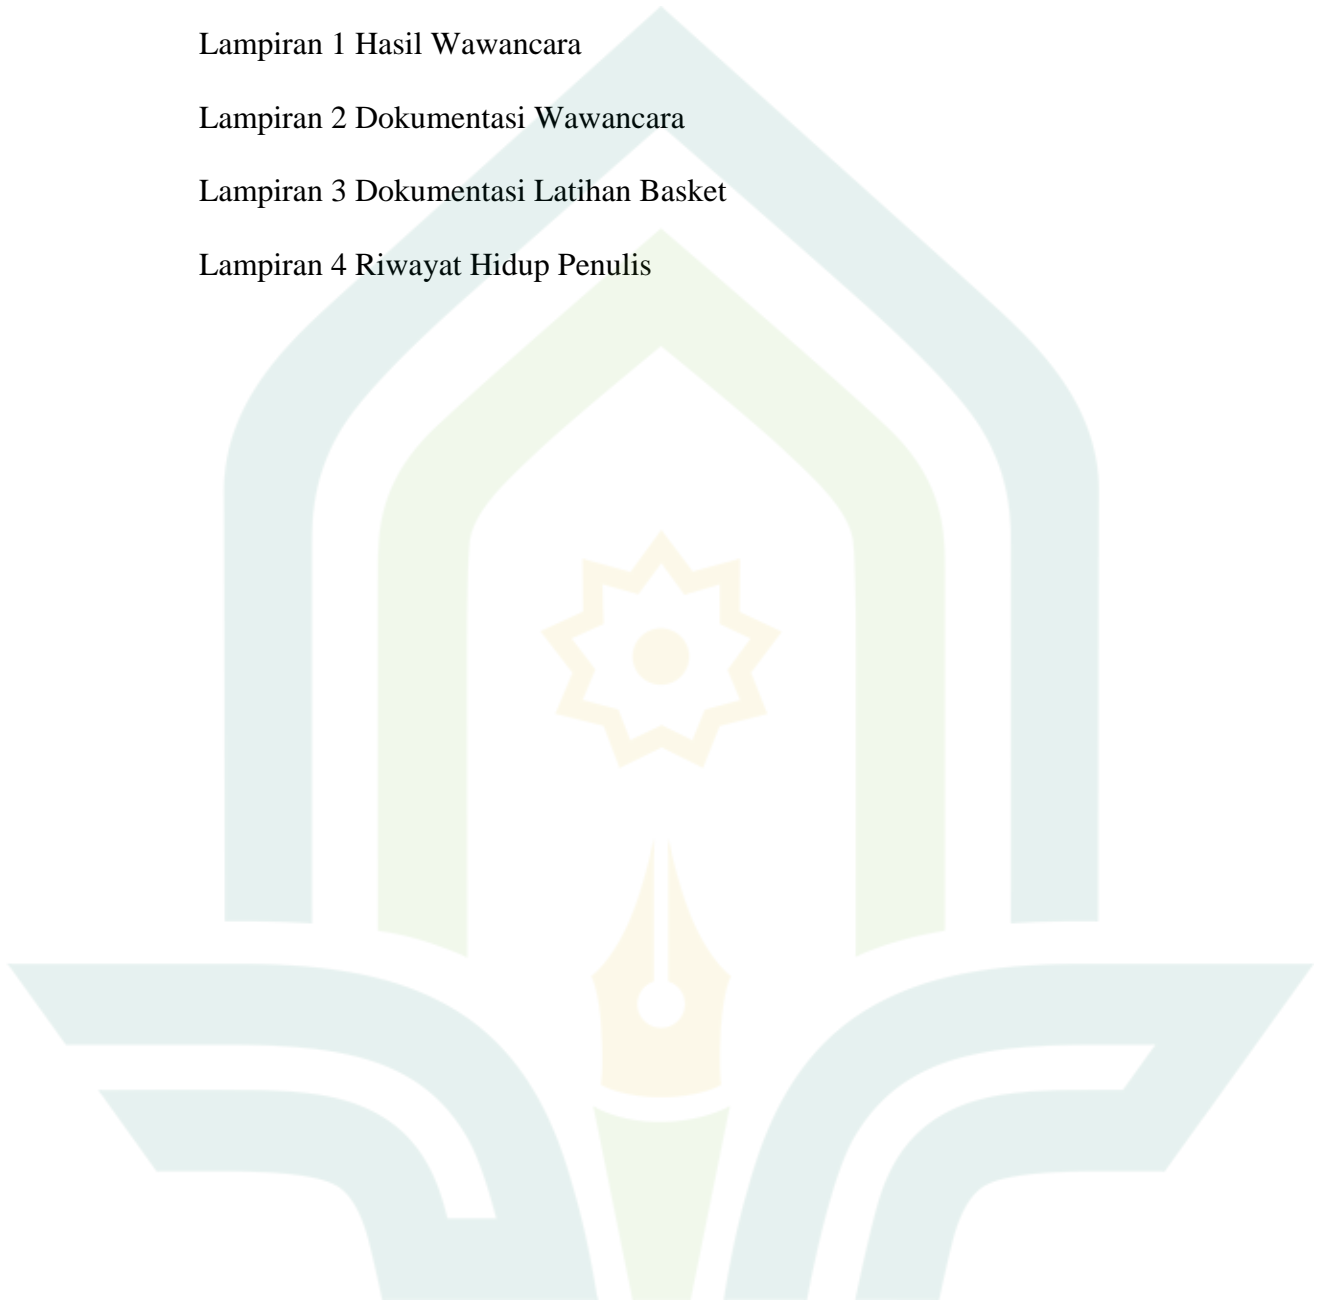 Lampiran 1 Hasil Wawancara
Lampiran 2 Dokumentasi Wawancara
Lampiran 3 Dokumentasi Latihan Basket
Lampiran 4 Riwayat Hidup Penulis